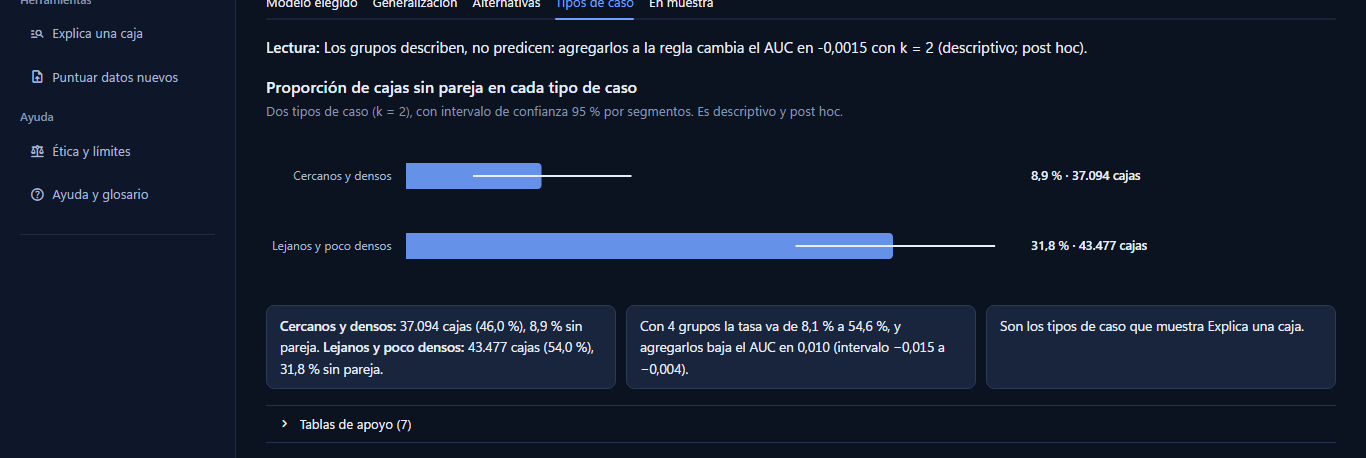 Herramientas
Explica una caja
Puntuar datos nuevos
Ayuda
Ética y límites
Ayuda y glosario
Modelo elegido Generalización Alternativas Tipos de caso En muestra
Lectura: Los grupos describen, no predicen: agregarlos a la regla cambia el AUC en -0,0015 con k = 2 (descriptivo; post hoc).
Proporción de cajas sin pareja en cada tipo de caso
Dos tipos de caso (k = 2), con intervalo de confianza 95 % por segmentos. Es descriptivo y post hoc.
Cercanos y densos
8,9 % · 37.094 cajas
Lejanos y poco densos
31,8 % · 43.477 cajas
Cercanos y densos: 37.094 cajas (46,0 %), 8,9 % sin
pareja. Lejanos y poco densos: 43.477 cajas (54,0 %),
31,8 % sin pareja.
Con 4 grupos la tasa va de 8,1 % a 54,6 %, y
agregarlos baja el AUC en 0,010 (intervalo −0,015 a
−0,004).
Son los tipos de caso que muestra Explica una caja.
Tablas de apoyo (7)